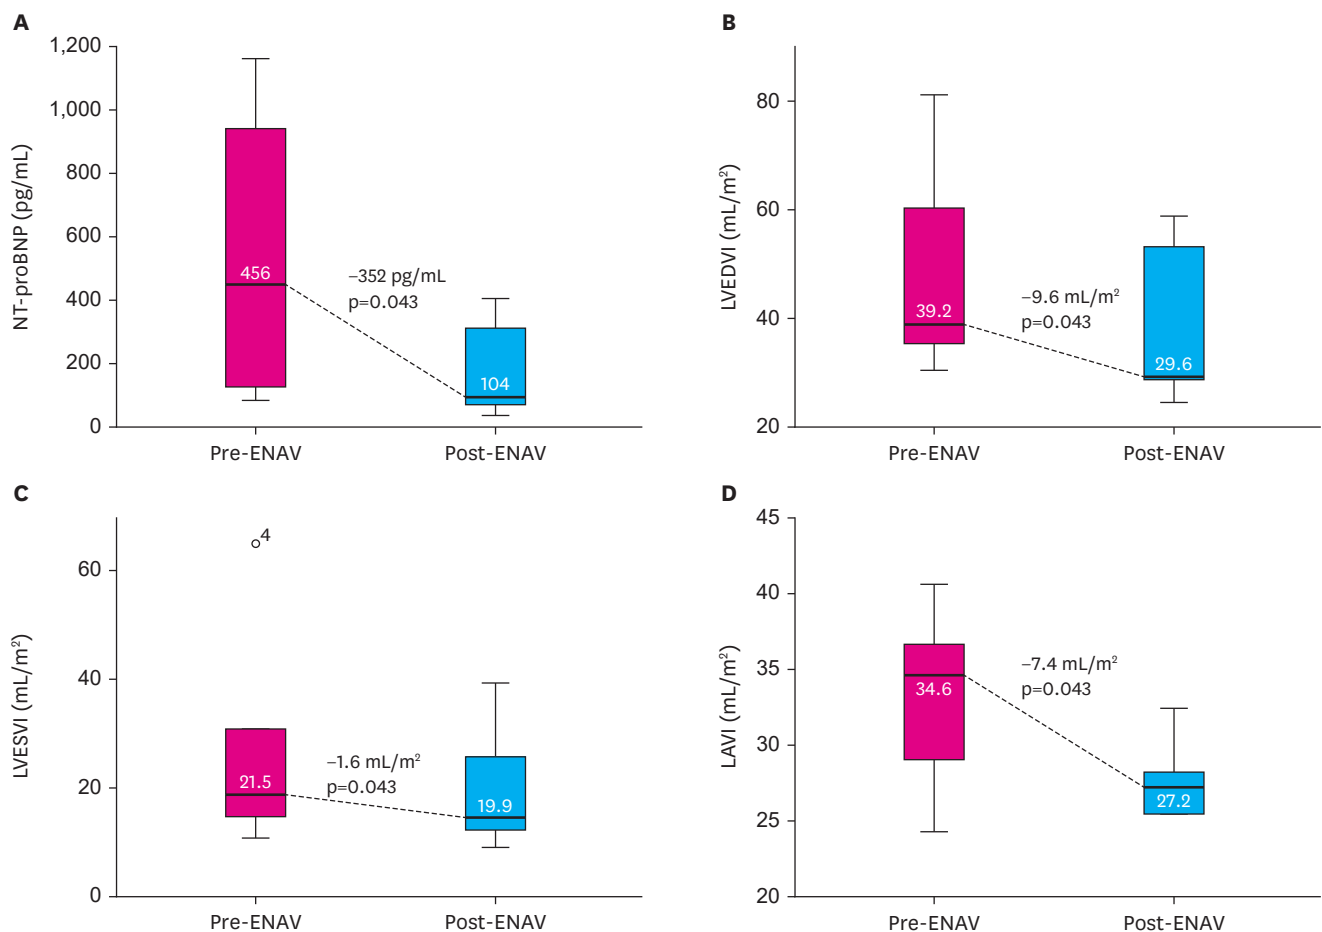 A
NT-proBNP (pg/mL)
1,200
1,000
800
600
400
200
0
456
−352 pg/mL
p=0.043
104
Pre-ENAV
Post-ENAV
B
LVEDVI (mL/m²)
80
60
40
20
39.2
−9.6 mL/m²
p=0.043
29.6
Pre-ENAV
Post-ENAV
C
LVESVI (mL/m²)
60
40
20
0
4
21.5
−1.6 mL/m²
p=0.043
19.9
Pre-ENAV
Post-ENAV
D
LAVI (mL/m²)
45
40
35
30
25
20
34.6
−7.4 mL/m²
p=0.043
27.2
Pre-ENAV
Post-ENAV